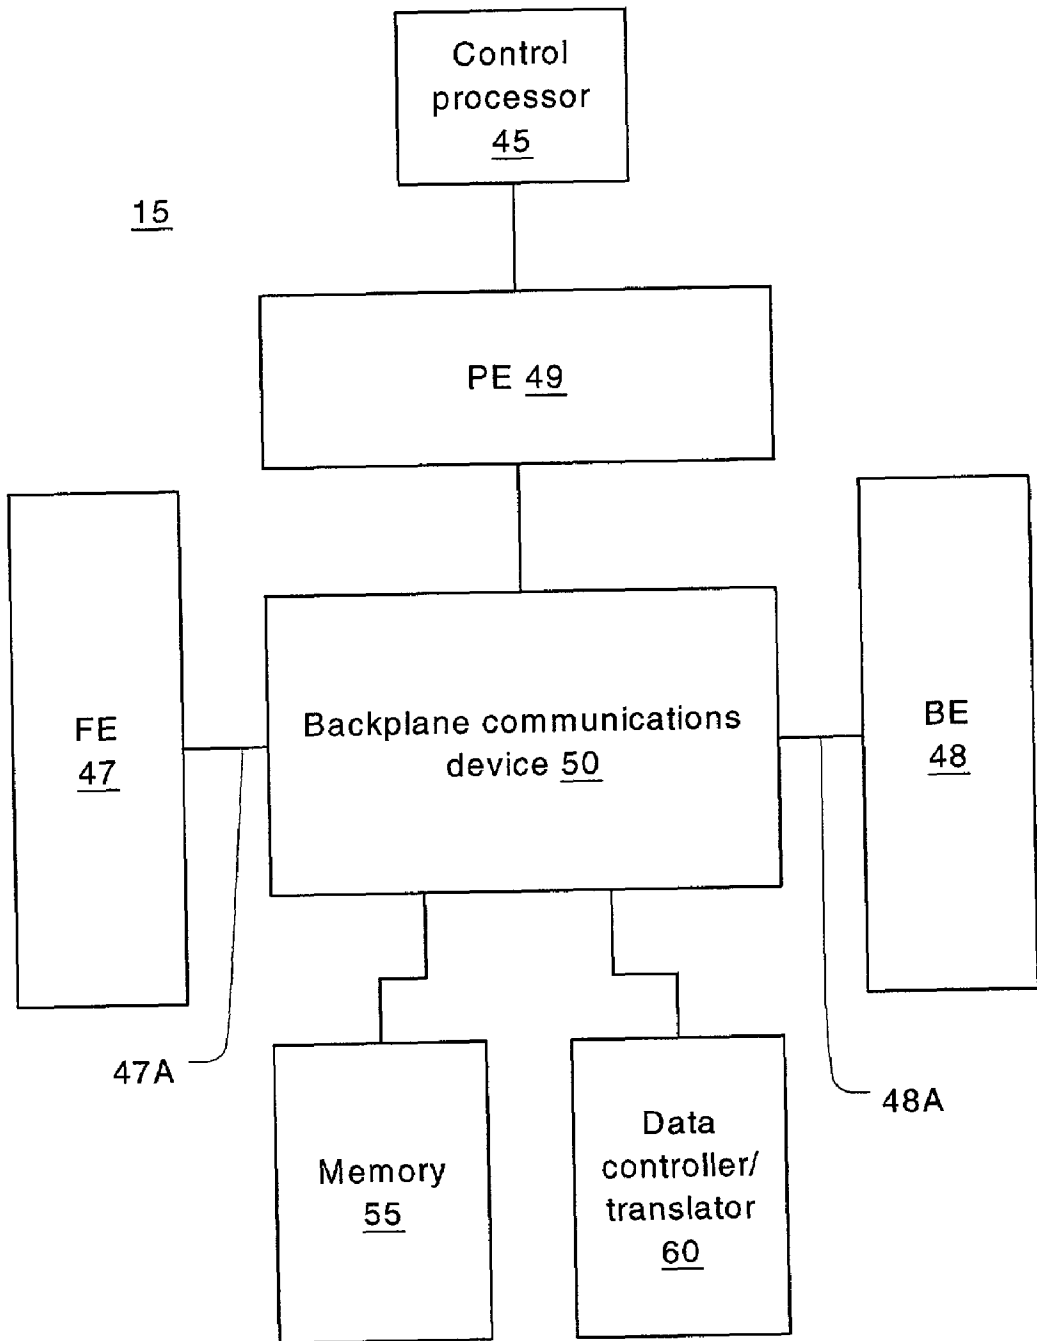 Control
processor
45
15
PE 49
FE
47
Backplane communications
device 50
BE
48
47A
48A
Memory
55
Data
controller/
translator
60